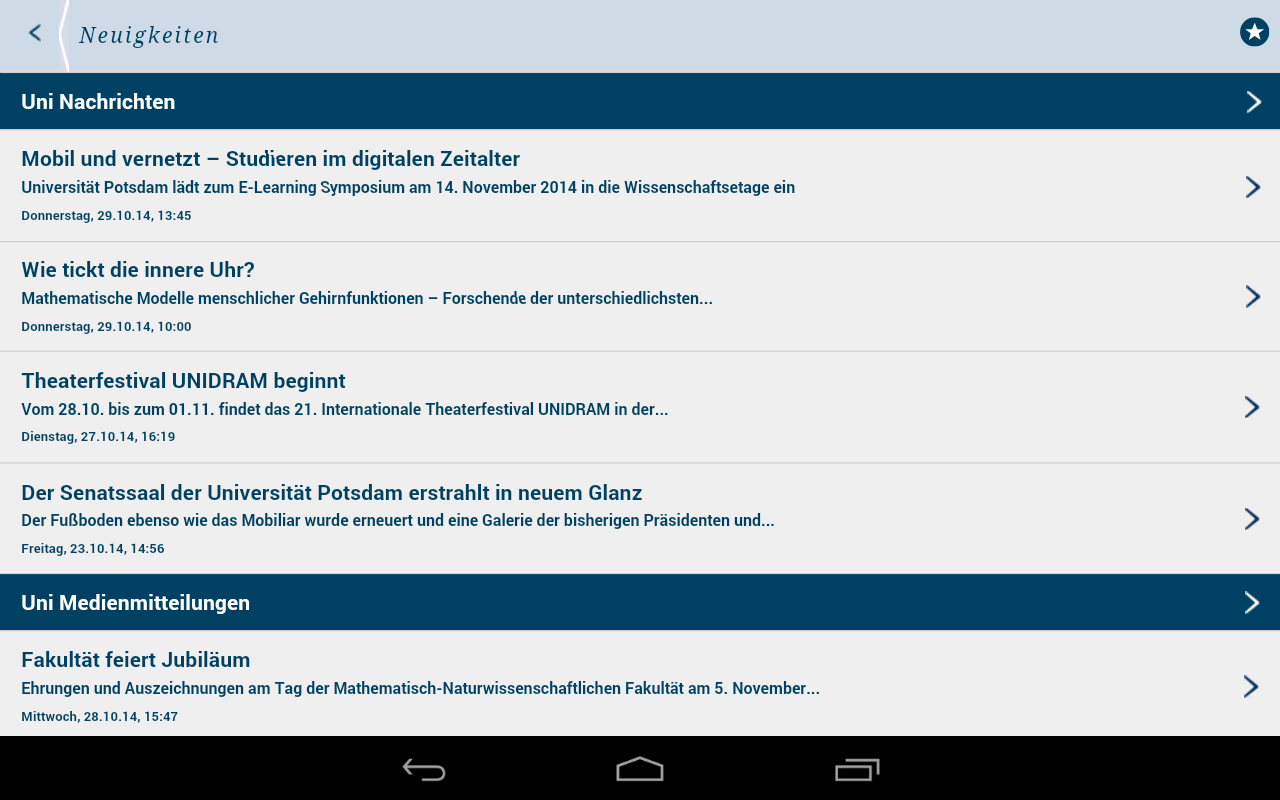 Neuigkeiten
Uni Nachrichten
Mobil und vernetzt – Studieren im digitalen Zeitalter
Universität Potsdam lädt zum E-Learning Symposium am 14. November 2014 in die Wissenschaftsetage ein
Donnerstag, 29.10.14, 13:45
Wie tickt die innere Uhr?
Mathematische Modelle menschlicher Gehirnfunktionen – Forschende der unterschiedlichsten...
Donnerstag, 29.10.14, 10:00
Theaterfestival UNIDRAM beginnt
Vom 28.10. bis zum 01.11. findet das 21. Internationale Theaterfestival UNIDRAM in der...
Dienstag, 27.10.14, 16:19
Der Senatssaal der Universität Potsdam erstrahlt in neuem Glanz
Der Fußboden ebenso wie das Mobiliar wurde erneuert und eine Galerie der bisherigen Präsidenten und...
Freitag, 23.10.14, 14:56
Uni Medienmitteilungen
Fakultät feiert Jubiläum
Ehrungen und Auszeichnungen am Tag der Mathematisch-Naturwissenschaftlichen Fakultät am 5. November...
Mittwoch, 28.10.14, 15:47